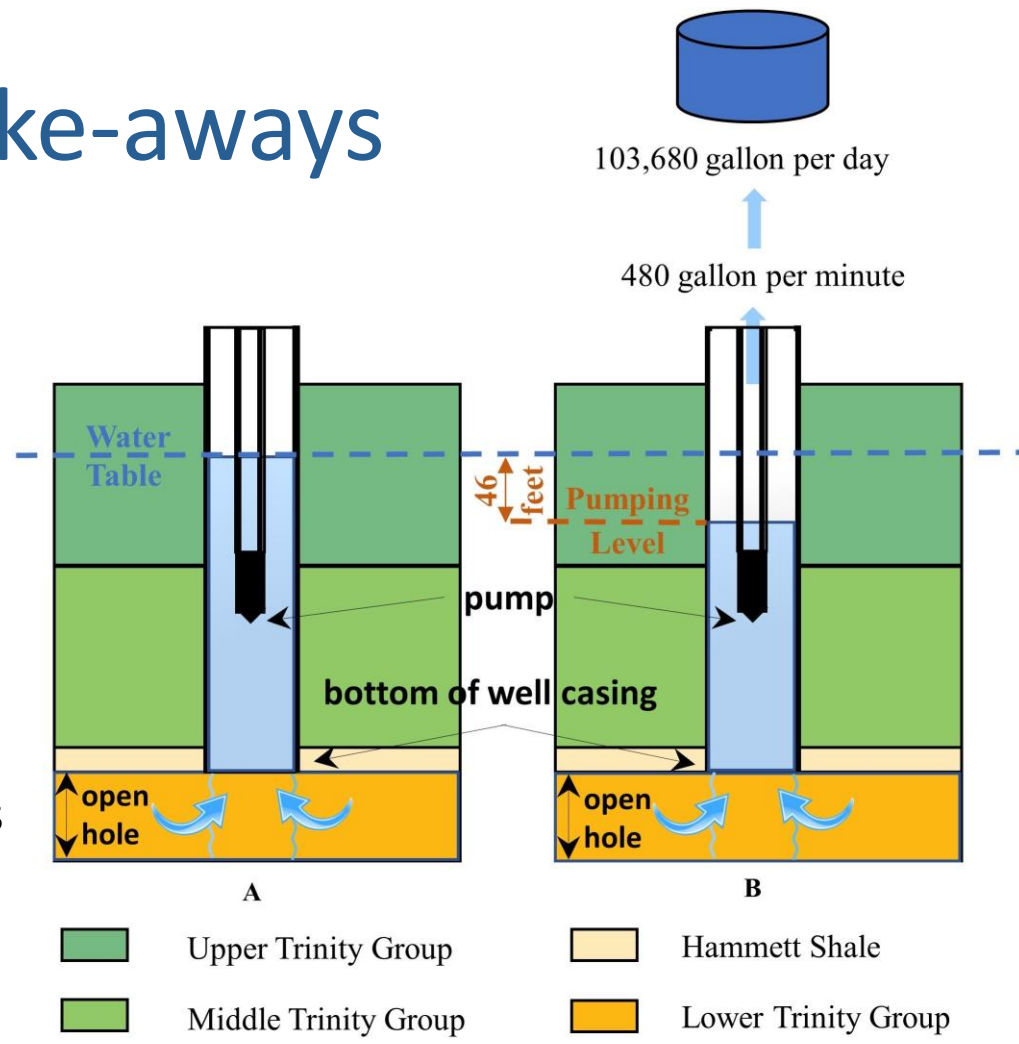 ke-aways
103,680 gallon per day
480 gallon per minute
Water
Table
46
feet
Pumping
Level
pump
bottom of well casing
s
open
hole
open
hole
A
B
Upper Trinity Group
Hammett Shale
Middle Trinity Group
Lower Trinity Group